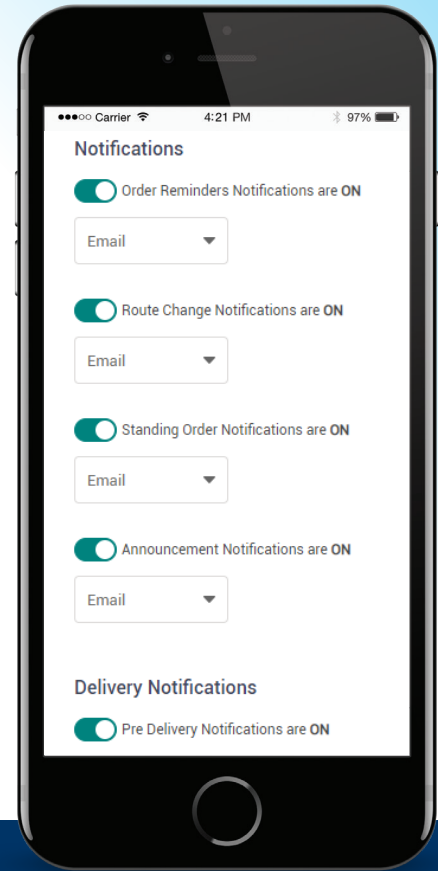 ●●●○○ Carrier 4:21 PM 97%
Notifications
Order Reminders Notifications are ON
Email
Route Change Notifications are ON
Email
Standing Order Notifications are ON
Email
Announcement Notifications are ON
Email
Delivery Notifications
Pre Delivery Notifications are ON